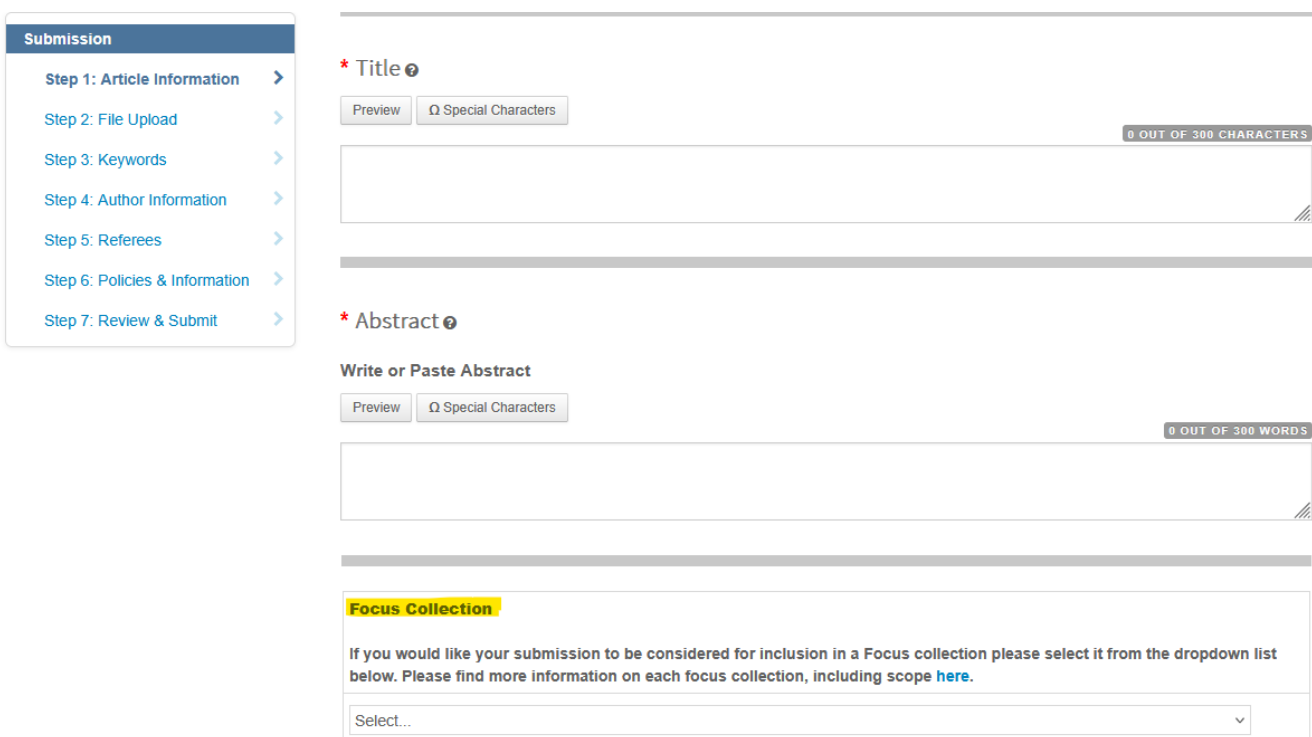 Submission
Step 1: Article Information
Step 2: File Upload
Step 3: Keywords
Step 4: Author Information
Step 5: Referees
Step 6: Policies & Information
Step 7: Review & Submit
* Title ?
Preview
Ω Special Characters
0 OUT OF 300 CHARACTERS
* Abstract ?
Write or Paste Abstract
Preview
Ω Special Characters
0 OUT OF 300 WORDS
Focus Collection
If you would like your submission to be considered for inclusion in a Focus collection please select it from the dropdown list
below. Please find more information on each focus collection, including scope here.
Select...